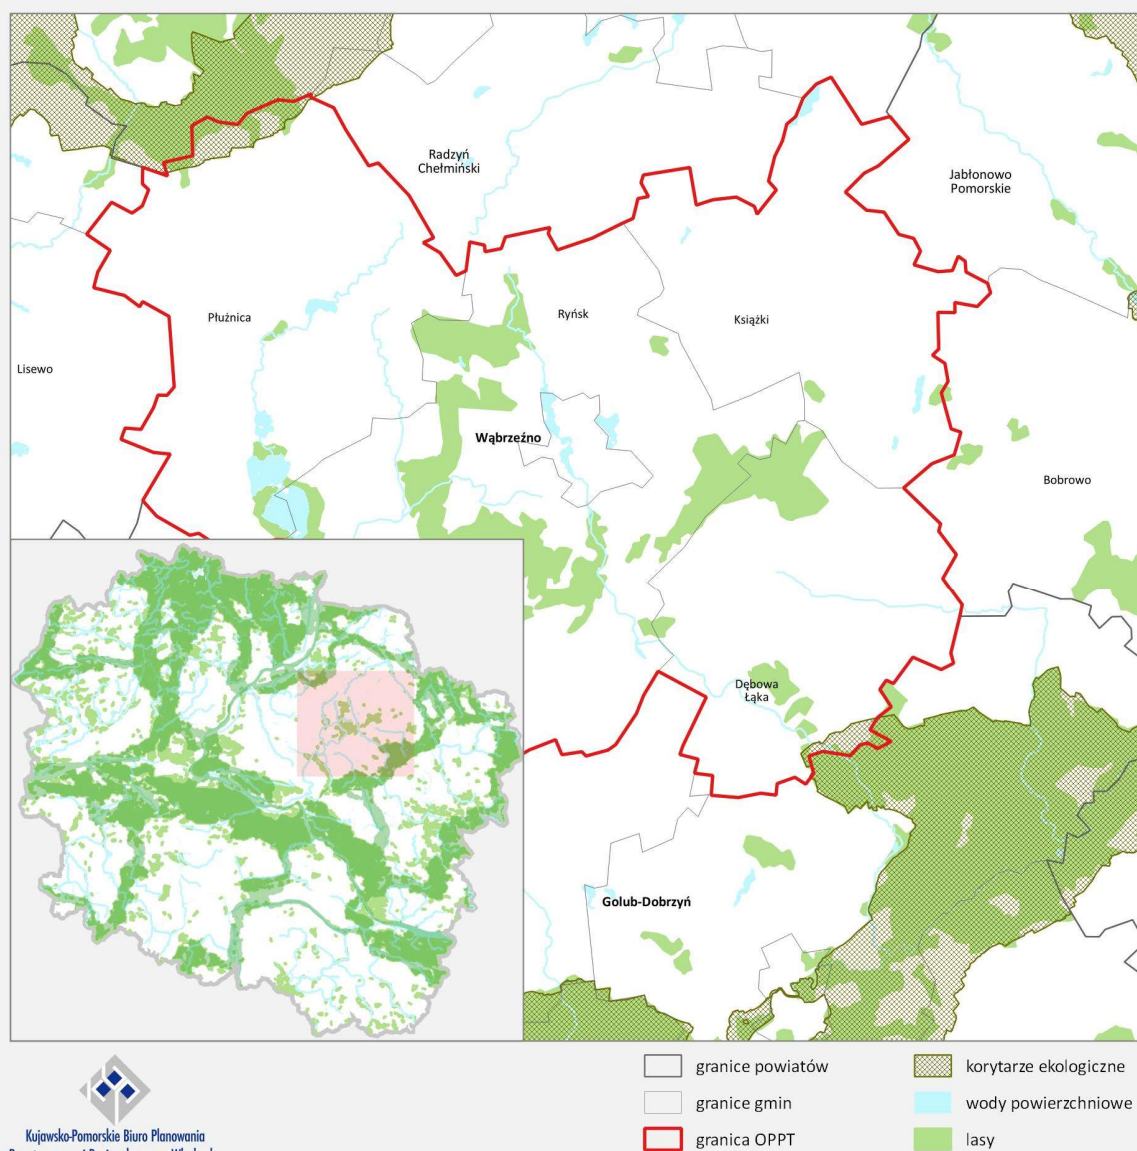 Radzyń
Chełmiński
Jabłonowo
Pomorskie
Płużnica
Ryńsk
Książki
Lisewo
Wąbrzeźno
Bobrowo
Dębowa
Łąka
Golub-Dobrzyń
granice powiatów
korytarze ekologiczne
granice gmin
wody powierzchniowe
granica OPPT
lasy
Kujawsko-Pomorskie Biuro Planowania